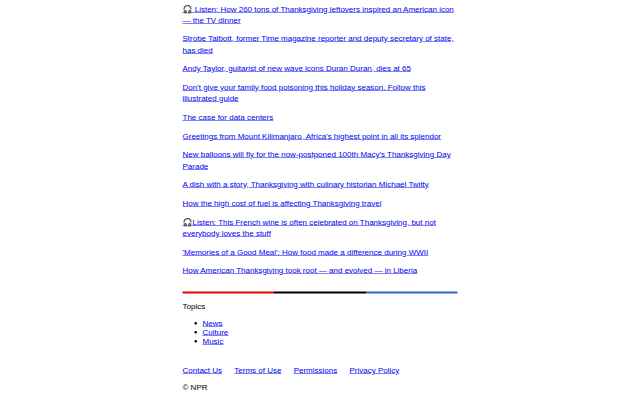 🎧 Listen: How 260 tons of Thanksgiving leftovers inspired an American icon
— the TV dinner
Strobe Talbott, former Time magazine reporter and deputy secretary of state,
has died
Andy Taylor, guitarist of new wave icons Duran Duran, dies at 65
Don't give your family food poisoning this holiday season. Follow this
illustrated guide
The case for data centers
Greetings from Mount Kilimanjaro, Africa's highest point in all its splendor
New balloons will fly for the now-postponed 100th Macy's Thanksgiving Day
Parade
A dish with a story, Thanksgiving with culinary historian Michael Twitty
How the high cost of fuel is affecting Thanksgiving travel
🎧Listen: This French wine is often celebrated on Thanksgiving, but not
everybody loves the stuff
'Memories of a Good Meal': How food made a difference during WWII
How American Thanksgiving took root — and evolved — in Liberia
Topics
News
Culture
Music
Contact Us Terms of Use Permissions Privacy Policy
© NPR